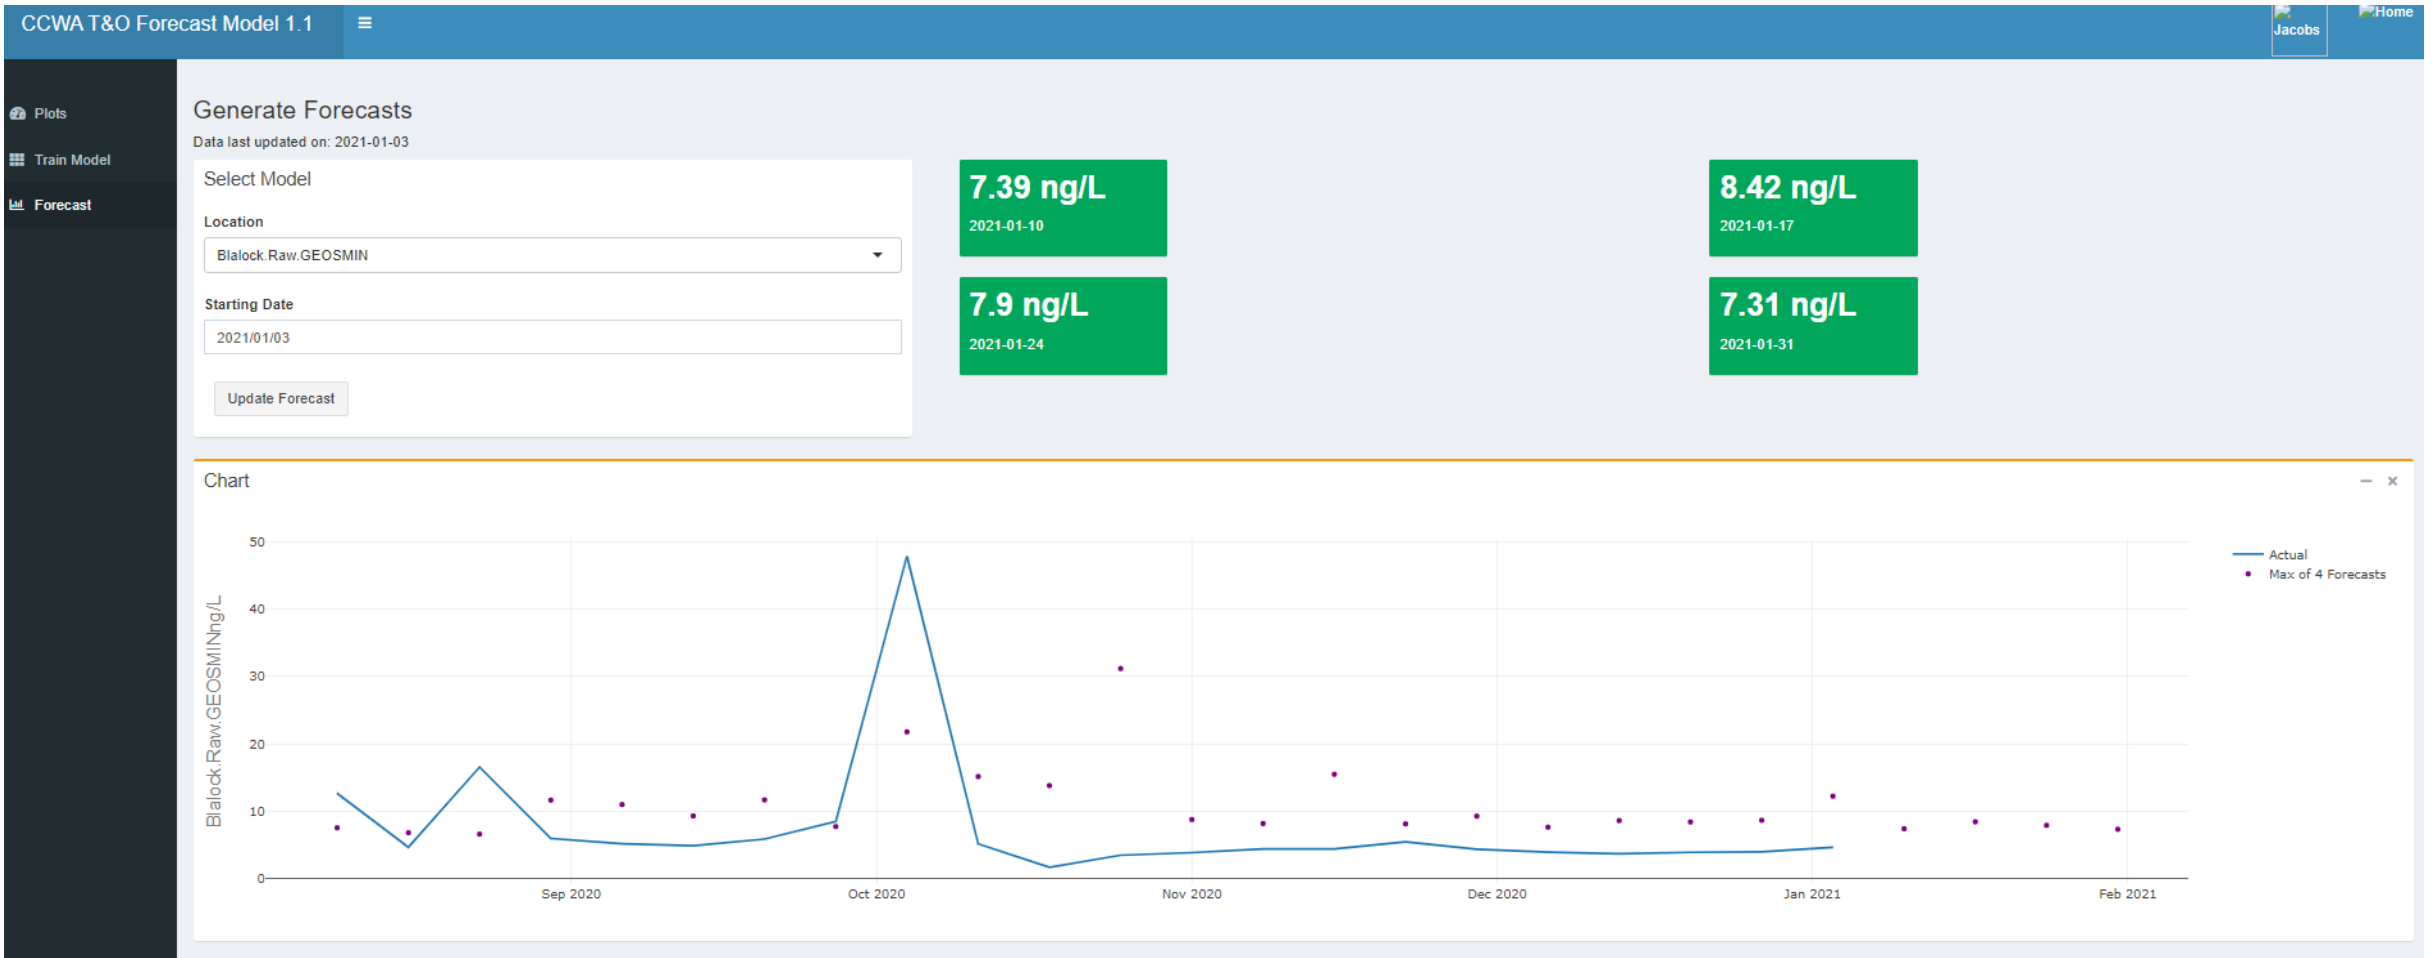 CCWA T&O Forecast Model 1.1
Jacobs
Home
Plots
Train Model
Forecast
Generate Forecasts
Data last updated on: 2021-01-03
Select Model
Location
Blalock.Raw.GEOSMIN
Starting Date
2021/01/03
Update Forecast
7.39 ng/L
2021-01-10
8.42 ng/L
2021-01-17
7.9 ng/L
2021-01-24
7.31 ng/L
2021-01-31
Chart
Blalock.Raw.GEOSMINng/L
50
40
30
20
10
0
Sep 2020
Oct 2020
Nov 2020
Dec 2020
Jan 2021
Feb 2021
Actual
Max of 4 Forecasts